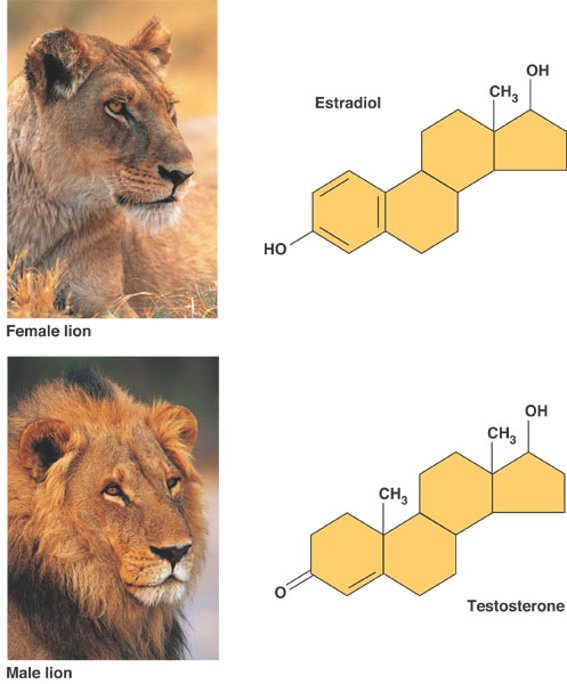 Estradiol
OH
CH3
HO
Female lion
OH
CH3
CH3
O
Testosterone
Male lion